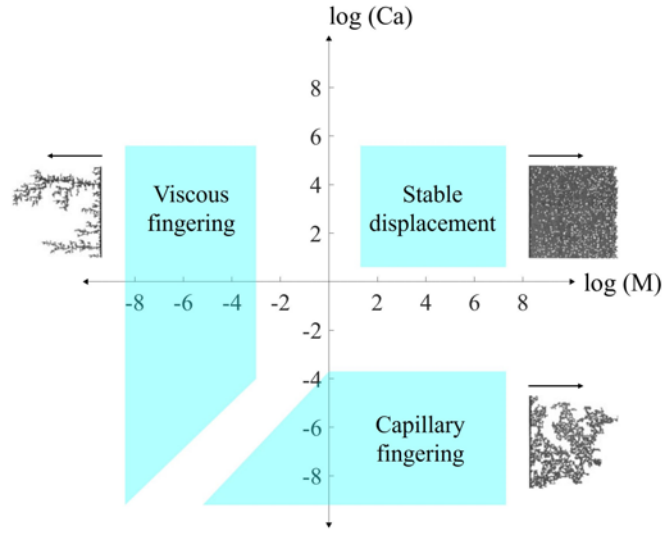 log (Ca)
8
6
4
2
Viscous
fingering
Stable
displacement
-8 -6 -4 -2 2 4 6 8
log (M)
-2
-4
-6
-8
Capillary
fingering